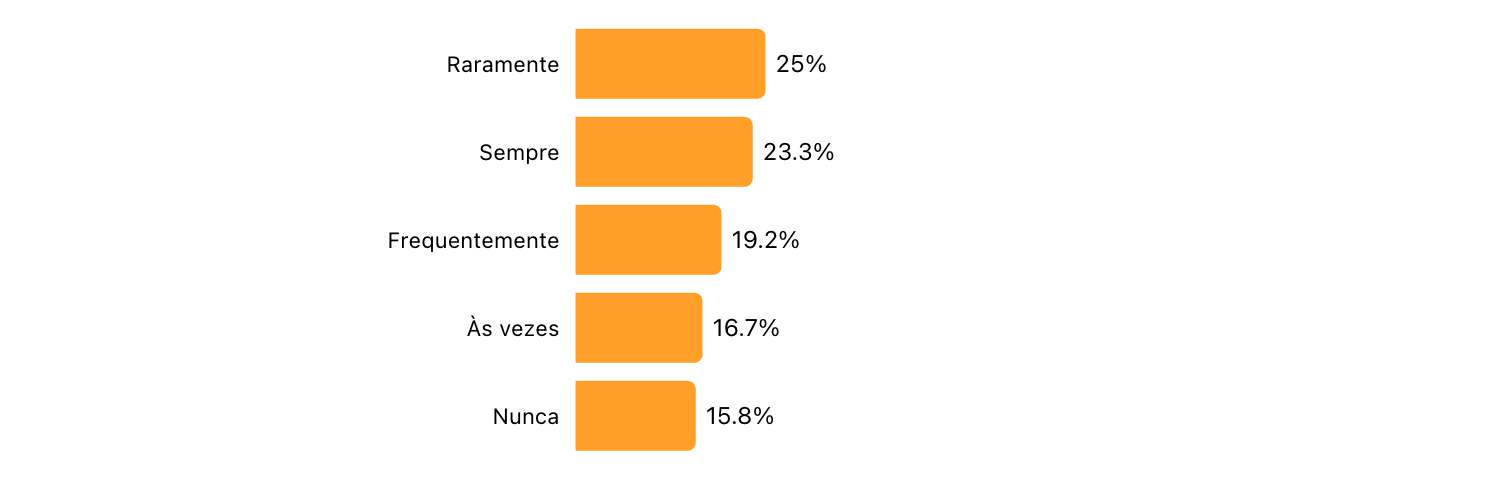 Raramente 25%
Sempre 23.3%
Frequentemente 19.2%
Às vezes 16.7%
Nunca 15.8%